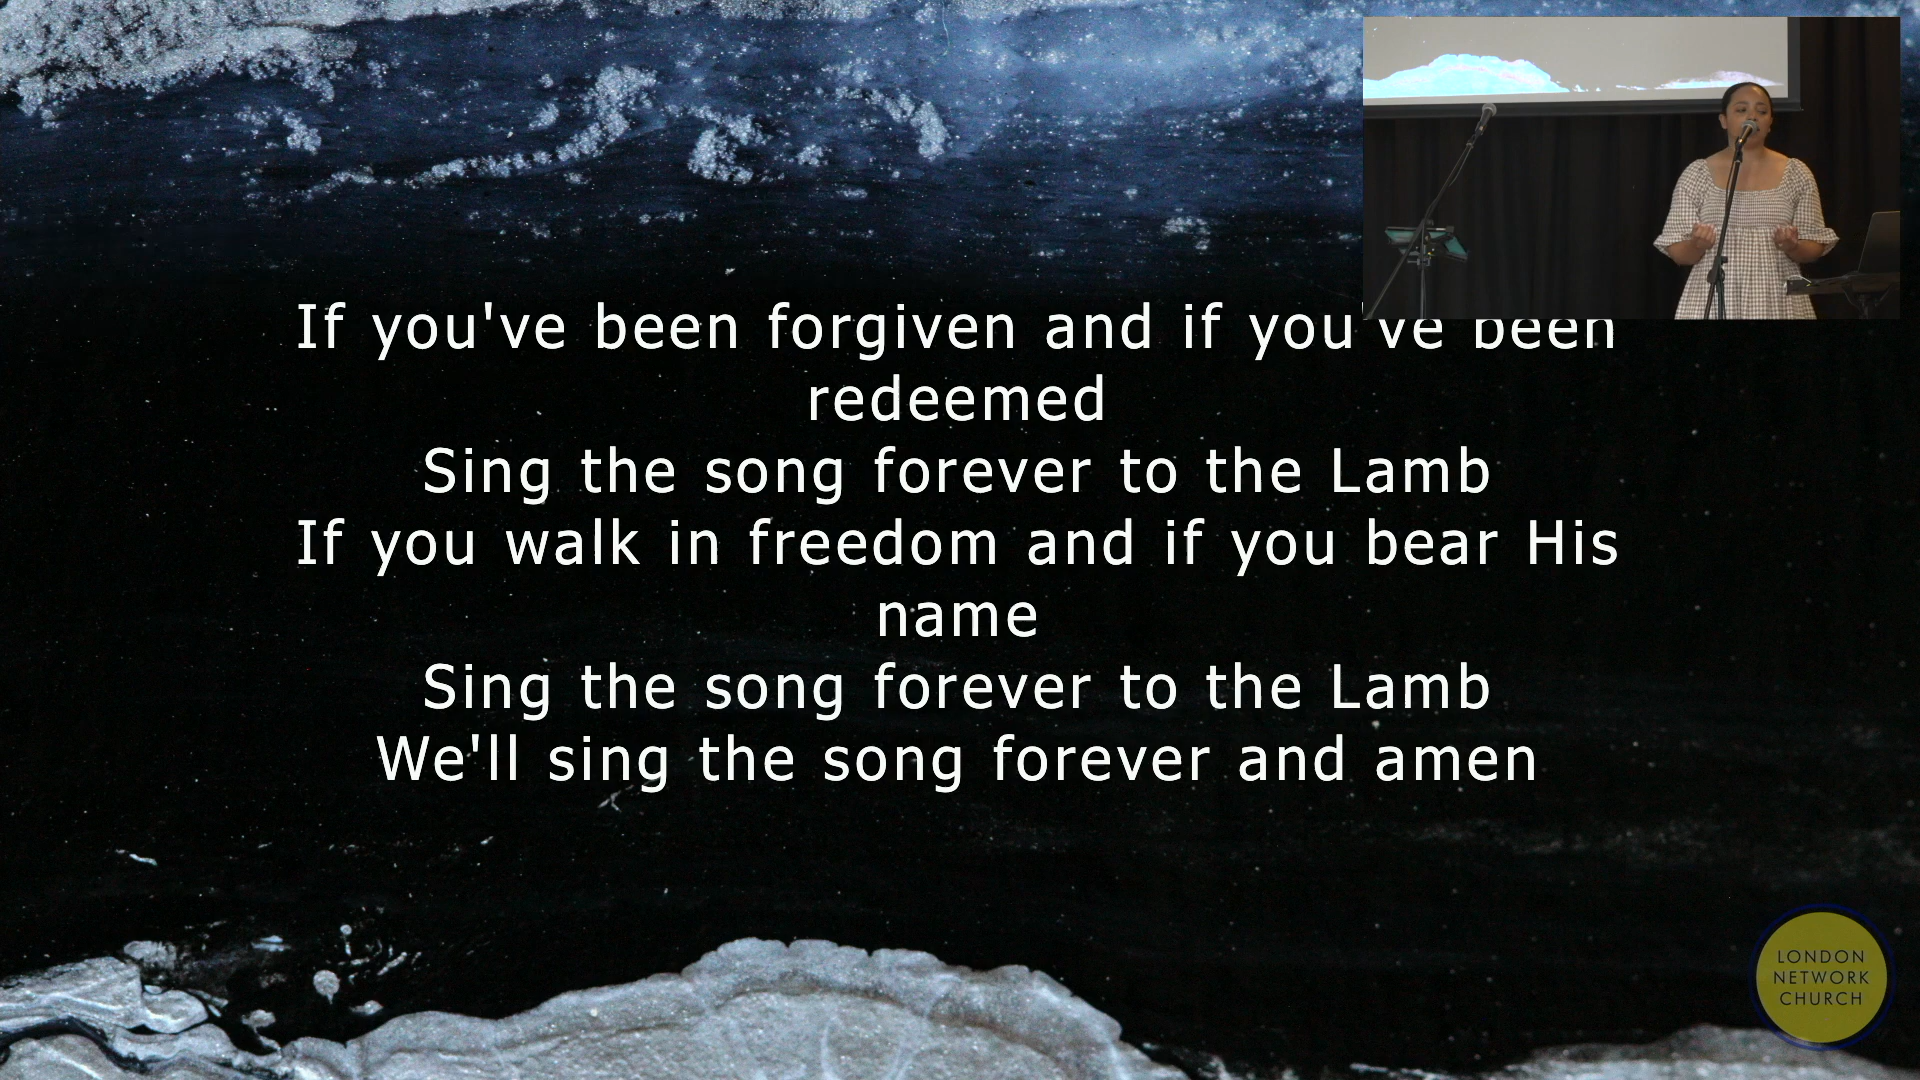 If you've been forgiven and if you've been
redeemed
Sing the song forever to the Lamb
If you walk in freedom and if you bear His
name
Sing the song forever to the Lamb
We'll sing the song forever and amen
LONDON
NETWORK
CHURCH